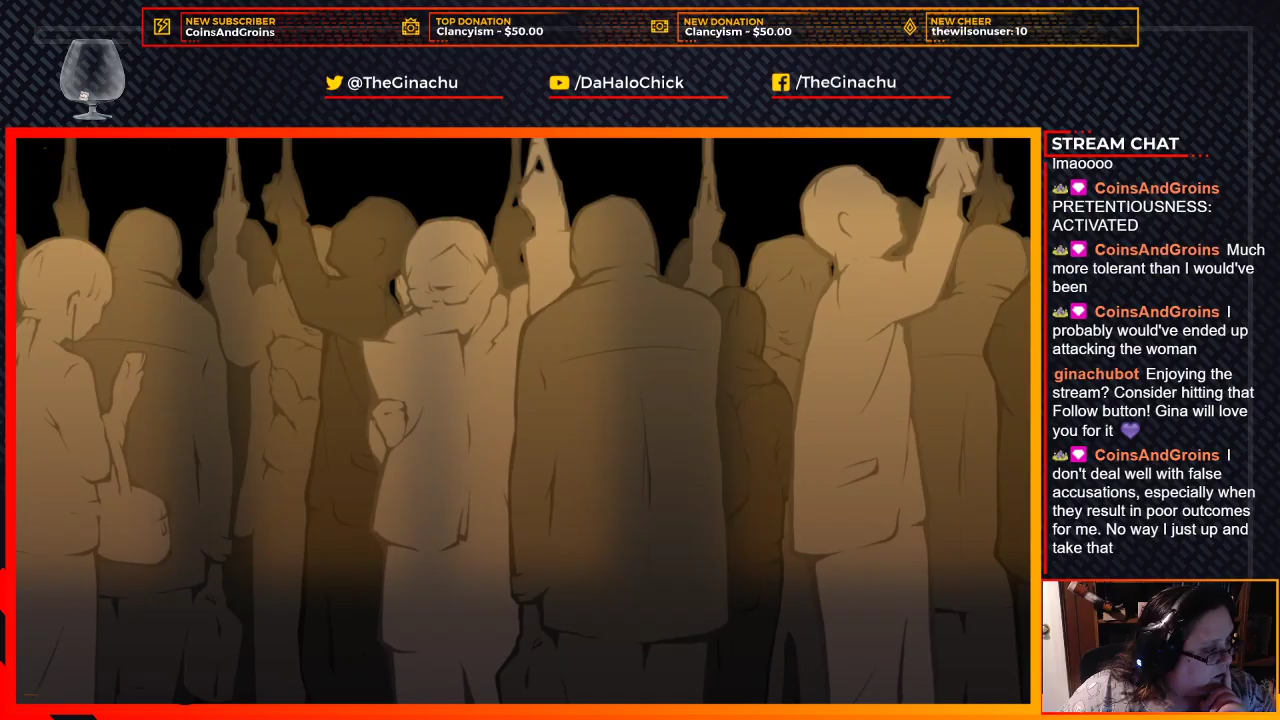 NEW SUBSCRIBER
CoinsAndGroins
TOP DONATION
Clancyism - $50.00
NEW DONATION
Clancyism - $50.00
NEW CHEER
thewilsonuser: 10
@TheGinachu
/DaHaloChick
/TheGinachu
STREAM CHAT
lmaoooo
CoinsAndGroins
PRETENTIOUSNESS:
ACTIVATED
CoinsAndGroins Much
more tolerant than I would've
been
CoinsAndGroins I
probably would've ended up
attacking the woman
ginachubot Enjoying the
stream? Consider hitting that
Follow button! Gina will love
you for it
CoinsAndGroins I
don't deal well with false
accusations, especially when
they result in poor outcomes
for me. No way I just up and
take that